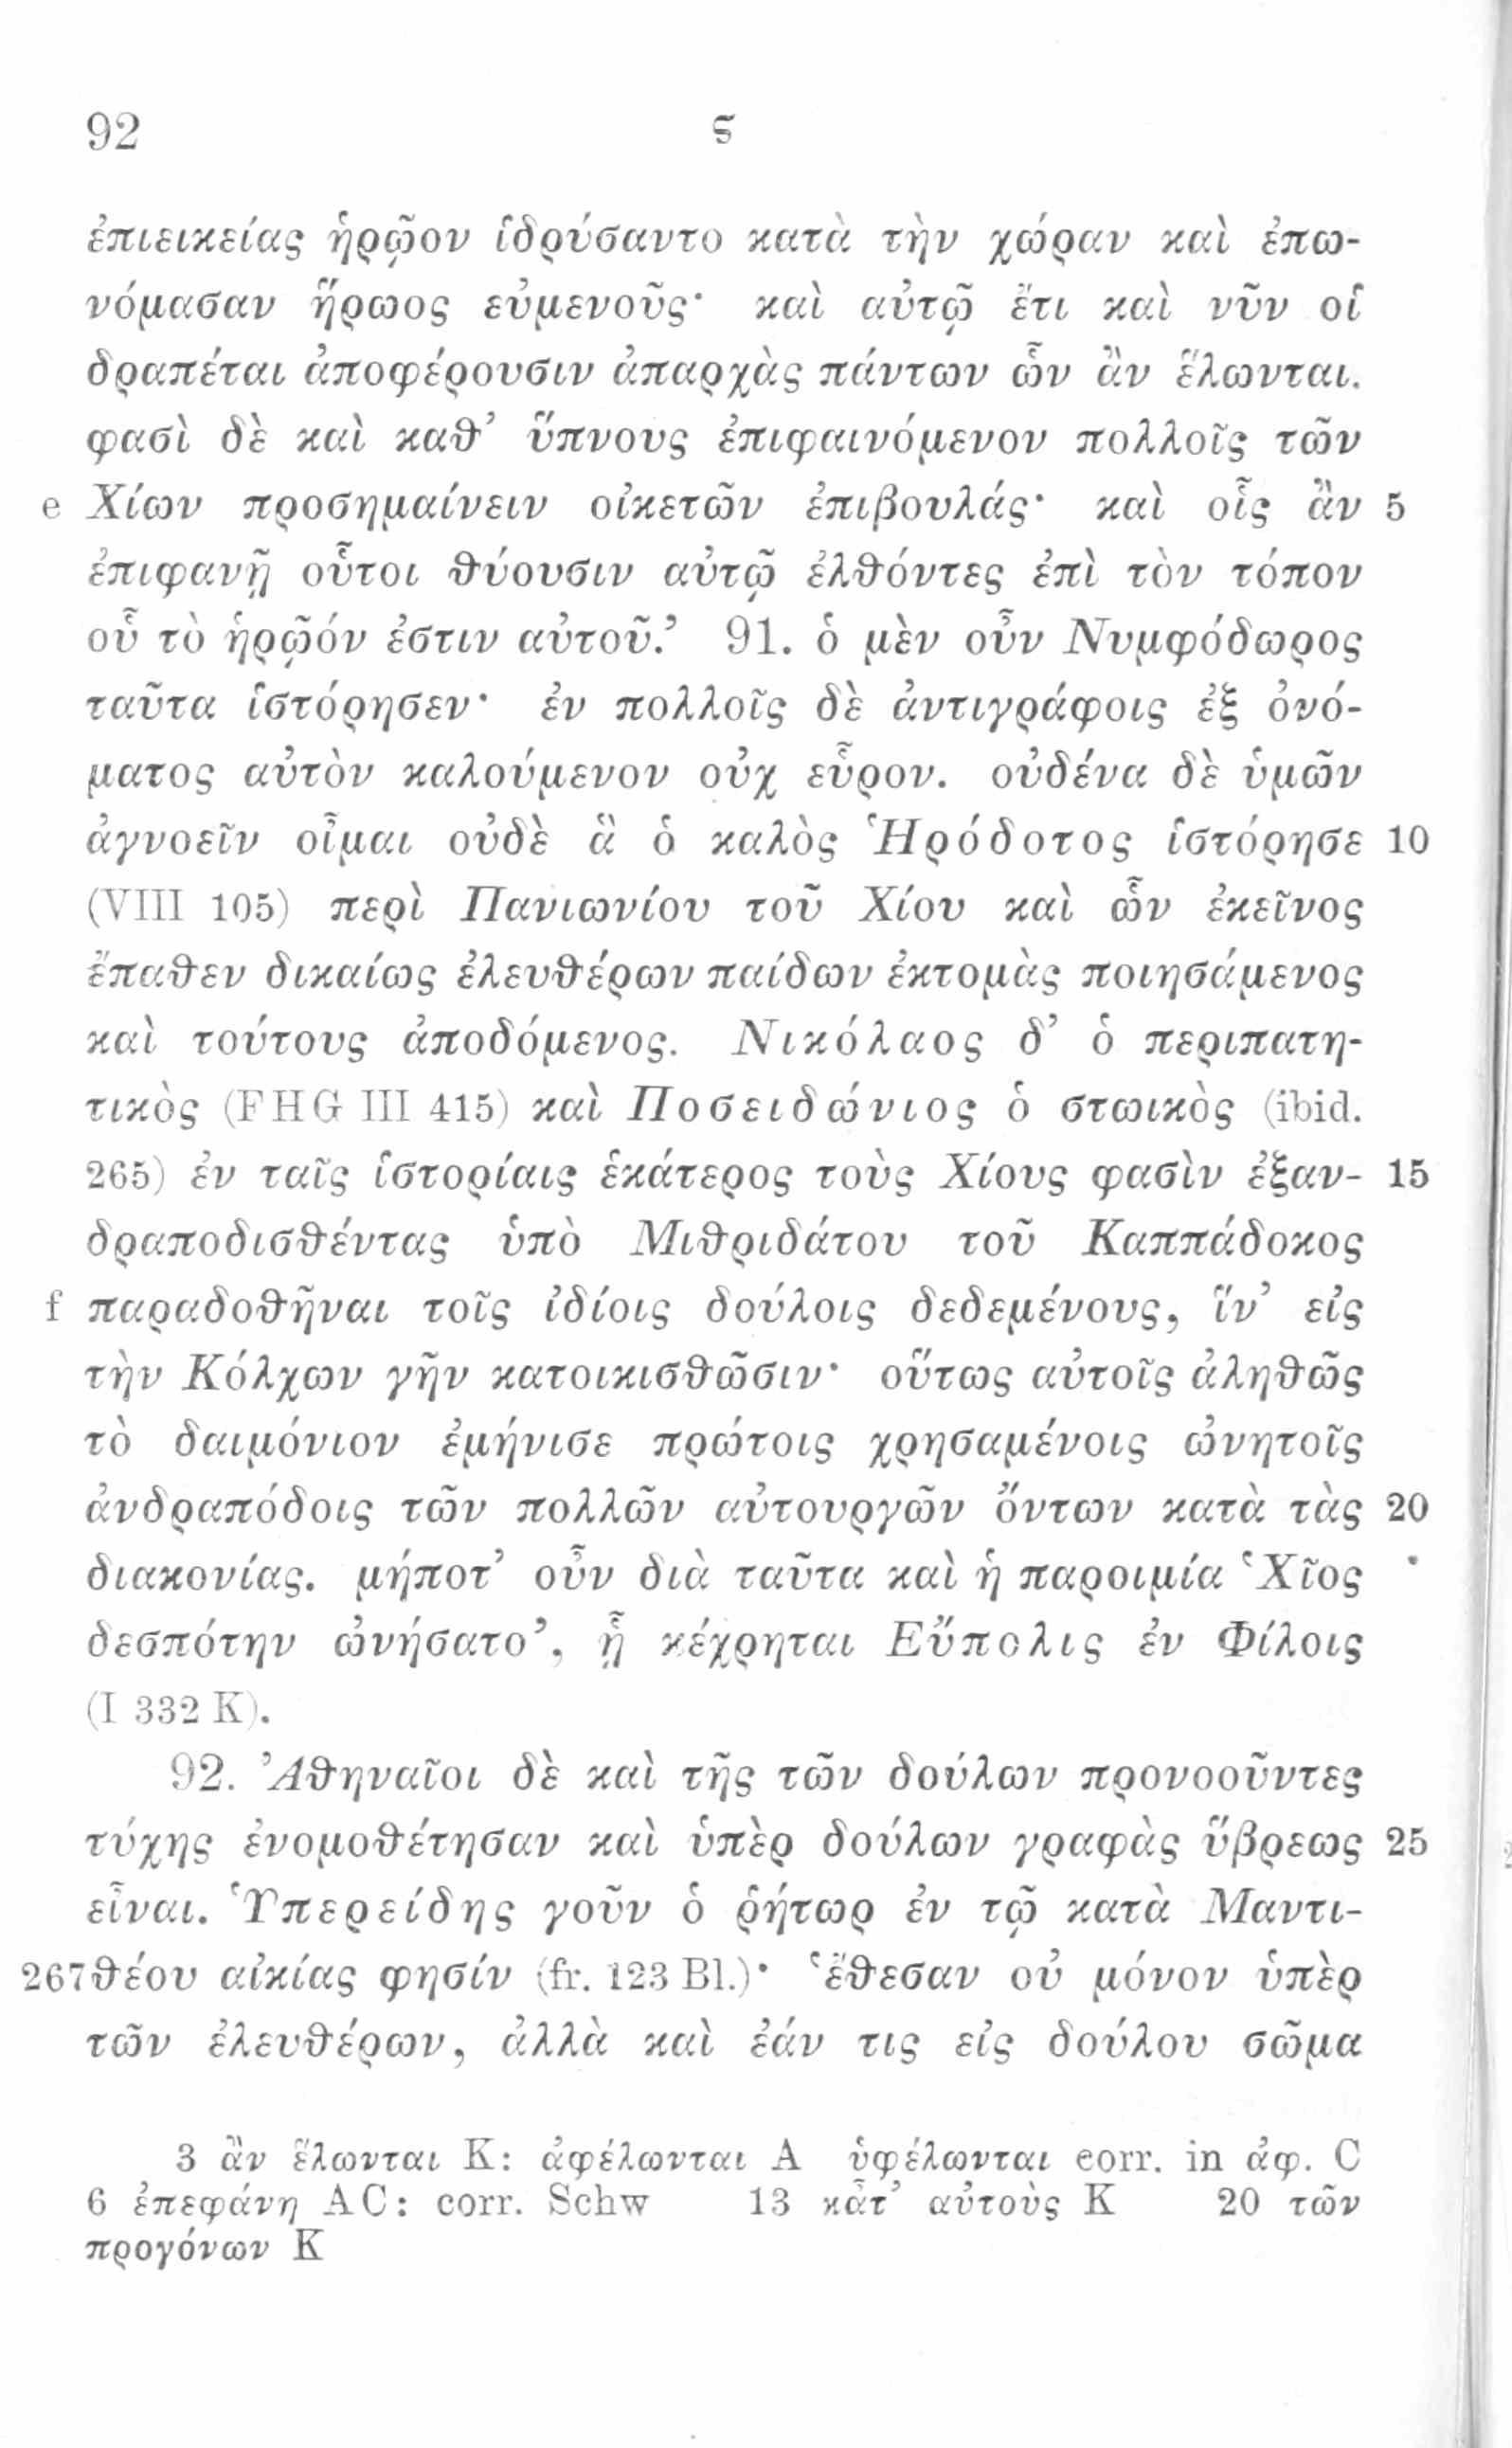 92 ϛ
ἐπιεικείας ἡρῷον ἱδρύσαντο κατὰ τὴν χώραν καὶ ἐπω-
νόμασαν ἥρωος εὐμενοῦς· καὶ αὐτῷ ἔτι καὶ νῦν οἱ
δραπέται ἀποφέρουσιν ἀπαρχὰς πάντων ὧν ἂν ἕλωνται.
φασὶ δὲ καὶ καθ’ ὕπνους ἐπιφαινόμενον πολλοῖς τῶν
e Χίων προσημαίνειν οἰκετῶν ἐπιβουλάς· καὶ οἷς ἂν 5
ἐπιφανῇ οὗτοι θύουσιν αὐτῷ ἐλθόντες ἐπὶ τὸν τόπον
οὗ τὸ ἡρῷόν ἐστιν αὐτοῦ.’ 91. ὁ μὲν οὖν Νυμφόδωρος
ταῦτα ἱστόρησεν· ἐν πολλοῖς δὲ ἀντιγράφοις ἐξ ὀνό-
ματος αὐτὸν καλούμενον οὐχ εὗρον. οὐδένα δὲ ὑμῶν
ἀγνοεῖν οἶμαι οὐδὲ ἃ ὁ καλὸς Ἡρόδοτος ἱστόρησε 10
(VIII 105) περὶ Πανιωνίου τοῦ Χίου καὶ ὧν ἐκεῖνος
ἔπαθεν δικαίως ἐλευθέρων παίδων ἐκτομὰς ποιησάμενος
καὶ τούτους ἀποδόμενος. Νικόλαος δ’ ὁ περιπατη-
τικὸς (FHG III 415) καὶ Ποσειδώνιος ὁ στωικὸς (ibid.
265) ἐν ταῖς ἱστορίαις ἑκάτερος τοὺς Χίους φασὶν ἐξαν- 15
δραποδισθέντας ὑπὸ Μιθριδάτου τοῦ Καππάδοκος
f παραδοθῆναι τοῖς ἰδίοις δούλοις δεδεμένους, ἵν’ εἰς
τὴν Κόλχων γῆν κατοικισθῶσιν· οὕτως αὐτοῖς ἀληθῶς
τὸ δαιμόνιον ἐμήνισε πρώτοις χρησαμένοις ὠνητοῖς
ἀνδραπόδοις τῶν πολλῶν αὐτουργῶν ὄντων κατὰ τὰς 20
διακονίας. μήποτ’ οὖν διὰ ταῦτα καὶ ἡ παροιμία ‘Χῖος
δεσπότην ὠνήσατο’, ᾗ κέχρηται Εὔπολις ἐν Φίλοις
(I 332 K).
92. Ἀθηναῖοι δὲ καὶ τῆς τῶν δούλων προνοοῦντες
τύχης ἐνομοθέτησαν καὶ ὑπὲρ δούλων γραφὰς ὕβρεως 25
εἶναι. Ὑπερείδης γοῦν ὁ ῥήτωρ ἐν τῷ κατὰ Μαντι-
267 θέου αἰκίας φησίν (fr. 123 Bl.)· ‘ἔθεσαν οὐ μόνον ὑπὲρ
τῶν ἐλευθέρων, ἀλλὰ καὶ ἐάν τις εἰς δούλου σῶμα
3 ἂν ἕλωνται K: ἀφέλωνται A ὑφέλωνται corr. in ἀφ. C
6 ἐπεφάνη AC: corr. Schw 13 κᾆτ’ αὐτοὺς K 20 τῶν
προγόνων K